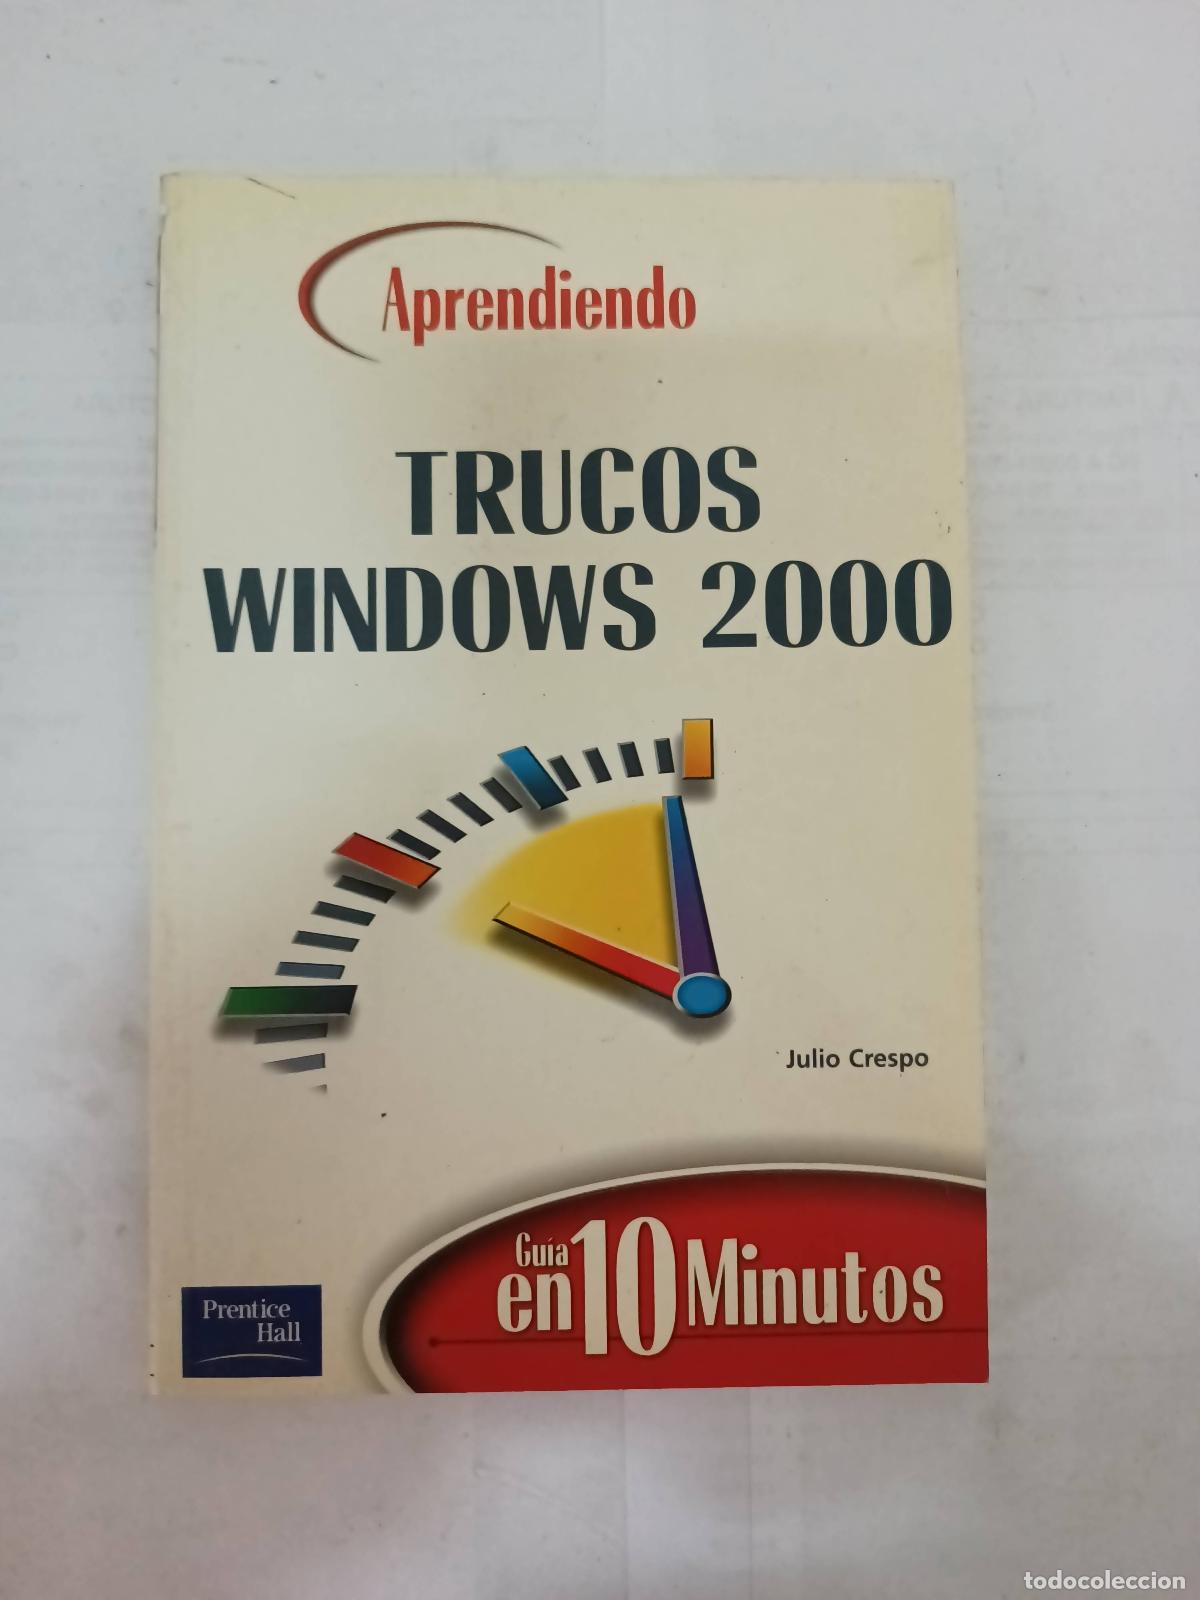 Aprendiendo
TRUCOS
WINDOWS 2000
Julio Crespo
Guía
en 10 Minutos
Prentice
Hall
todocoleccion